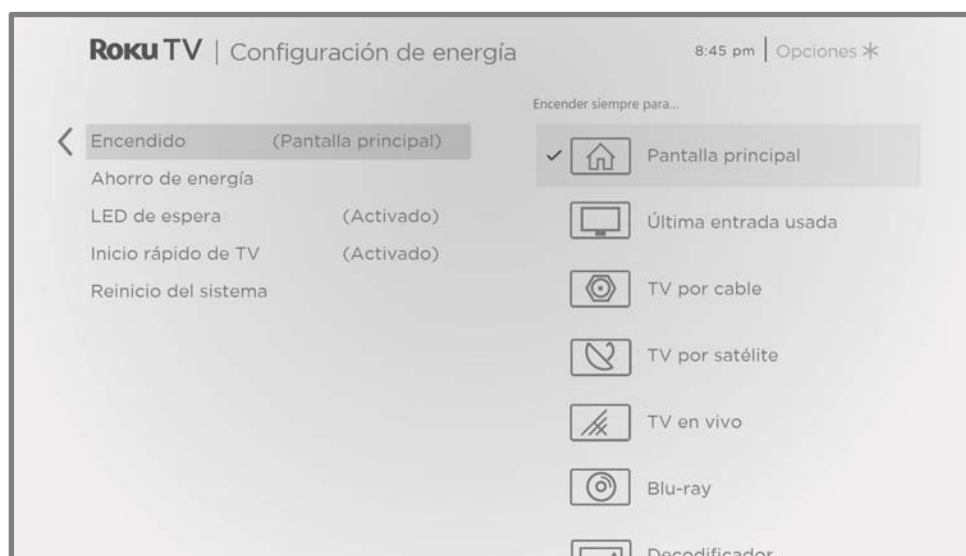 Roku TV | Configuración de energía
8:45 pm | Opciones
Encender siempre para...
Encendido (Pantalla principal)
Ahorro de energía
LED de espera (Activado)
Inicio rápido de TV (Activado)
Reinicio del sistema
Pantalla principal
Última entrada usada
TV por cable
TV por satélite
TV en vivo
Blu-ray
Decodificador